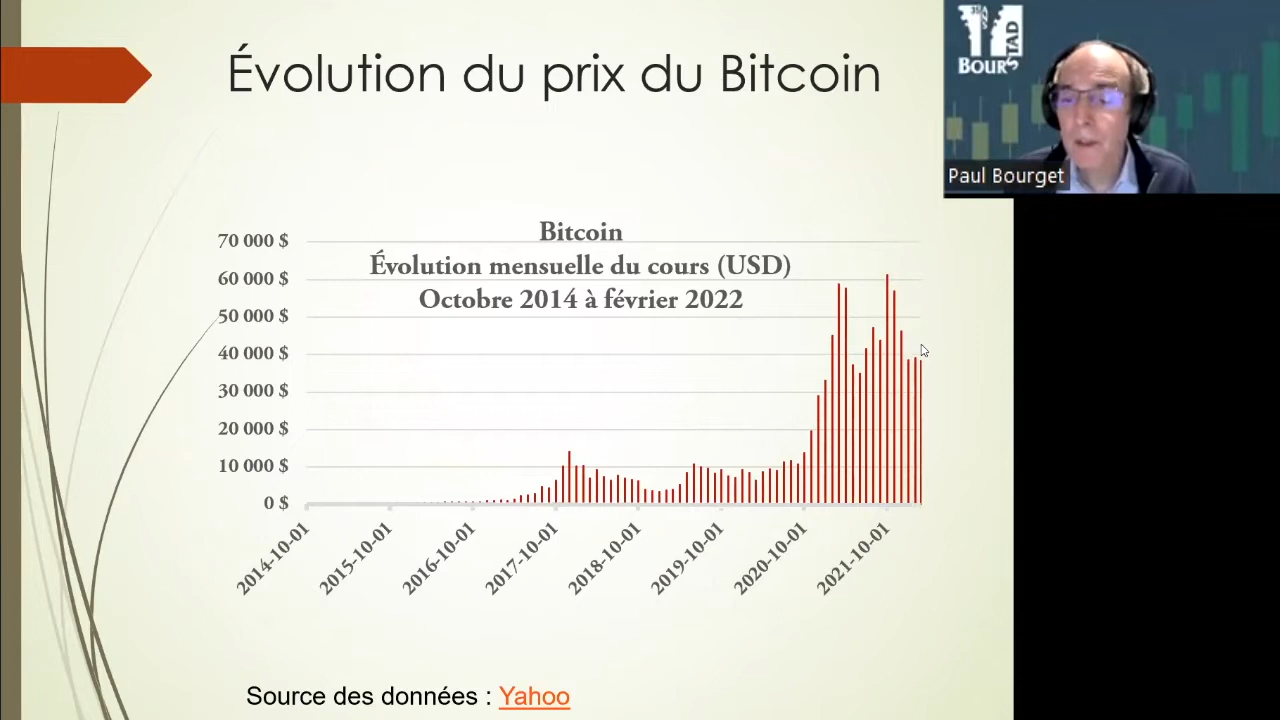 Évolution du prix du Bitcoin
35 ANS
BOURSTAD
Paul Bourget
Bitcoin
Évolution mensuelle du cours (USD)
Octobre 2014 à février 2022
70 000 $
60 000 $
50 000 $
40 000 $
30 000 $
20 000 $
10 000 $
0 $
2014-10-01
2015-10-01
2016-10-01
2017-10-01
2018-10-01
2019-10-01
2020-10-01
2021-10-01
Source des données : Yahoo